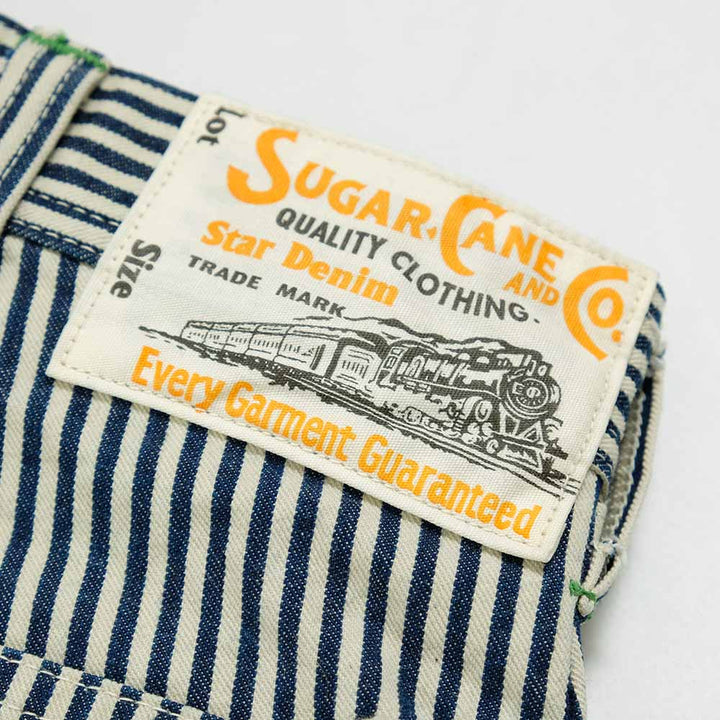 Lot
SUGAR CANE AND CO.
QUALITY CLOTHING.
Star Denim
TRADE MARK
Size
Every Garment Guaranteed